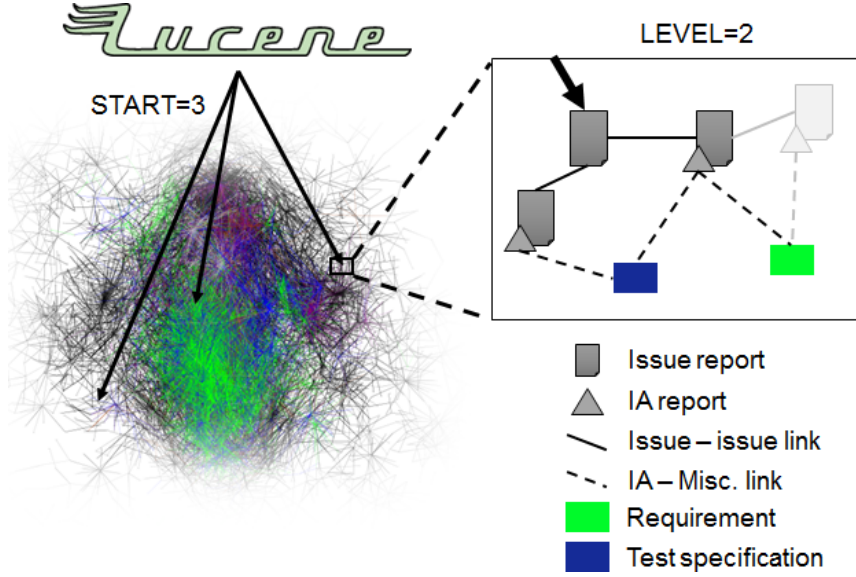 Lucene
LEVEL=2
START=3
Issue report
IA report
Issue – issue link
IA – Misc. link
Requirement
Test specification